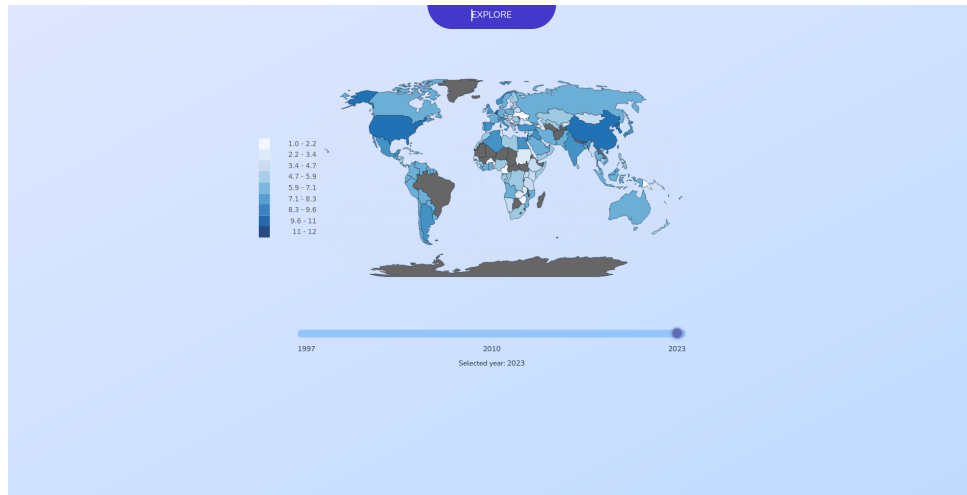 EXPLORE
1.0 - 2.2
2.2 - 3.4
3.4 - 4.7
4.7 - 5.9
5.9 - 7.1
7.1 - 8.3
8.3 - 9.6
9.6 - 11
11 - 12
1997 2010 2023
Selected year: 2023